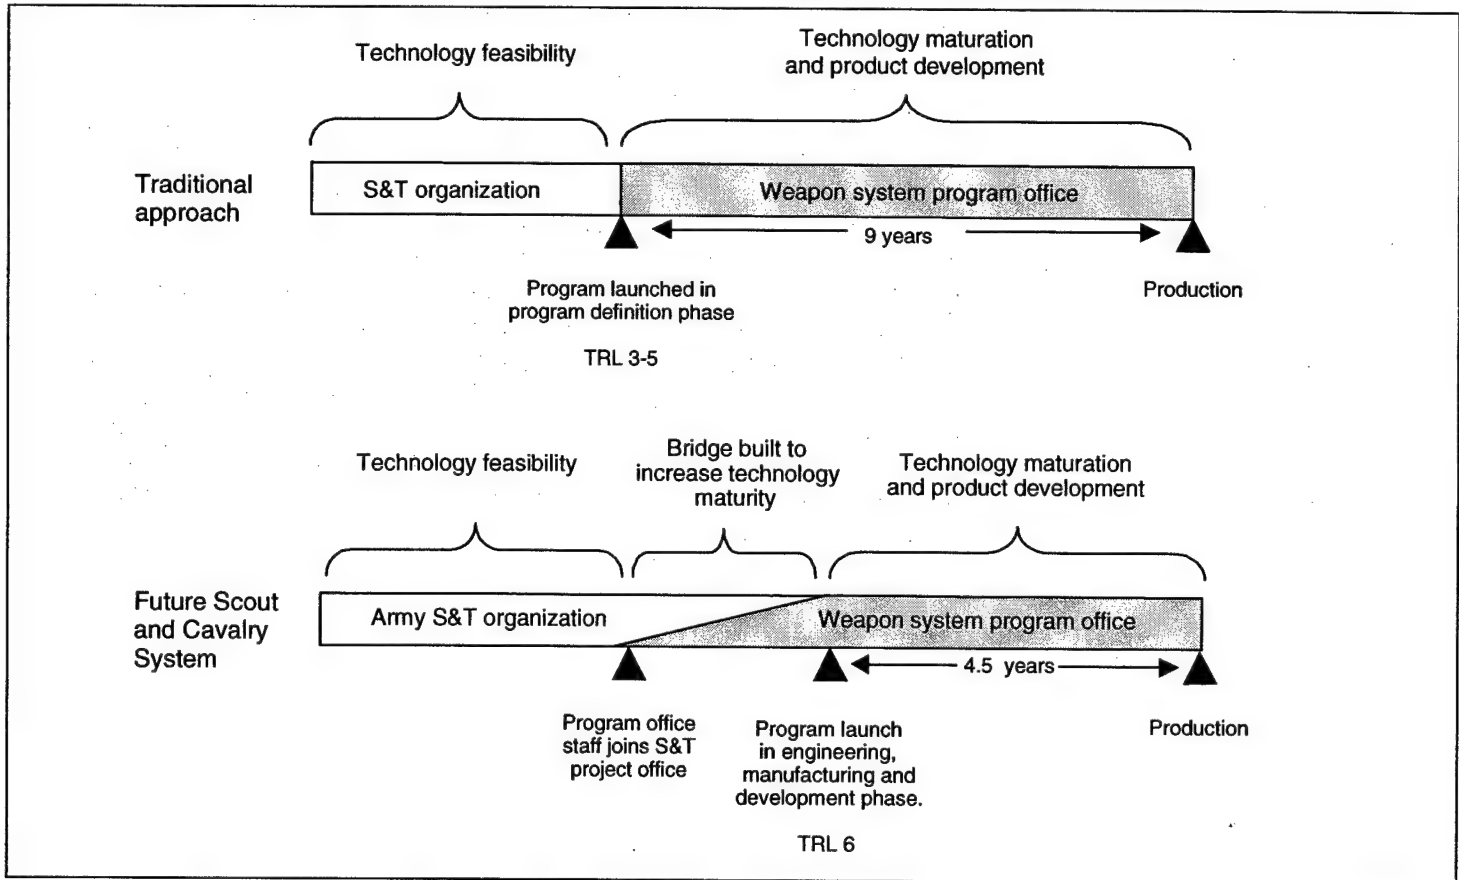 Technology feasibility
Technology maturation
and product development
Traditional
approach
S&T organization
Weapon system program office
9 years
Program launched in
program definition phase
TRL 3-5
Production
Technology feasibility
Bridge built to
increase technology
maturity
Technology maturation
and product development
Future Scout
and Cavalry
System
Army S&T organization
Weapon system program office
4.5 years
Program office
staff joins S&T
project office
Program launch
in engineering,
manufacturing and
development phase.
TRL 6
Production